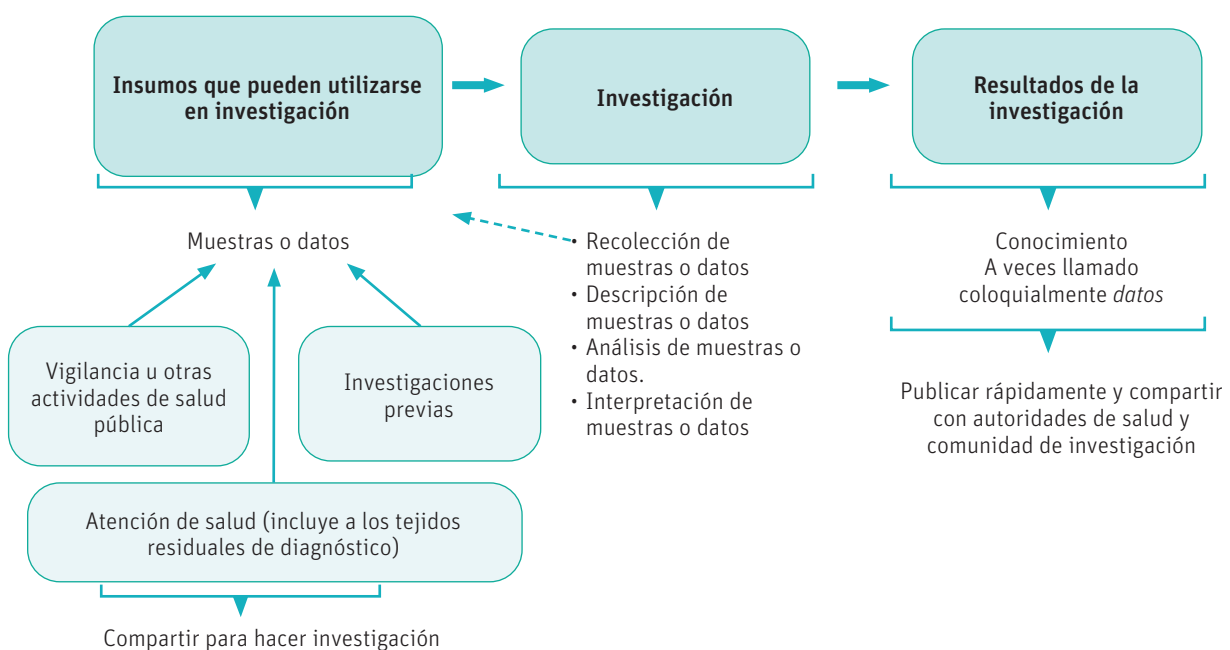 Insumos que pueden utilizarse
en investigación
Investigación
Resultados de la
investigación
Muestras o datos
Vigilancia u otras
actividades de salud
pública
Investigaciones
previas
Atención de salud (incluye a los tejidos
residuales de diagnóstico)
Compartir para hacer investigación
• Recolección de
muestras o datos
• Descripción de
muestras o datos
• Análisis de muestras o
datos.
• Interpretación de
muestras o datos
Conocimiento
A veces llamado
coloquialmente datos
Publicar rápidamente y compartir
con autoridades de salud y
comunidad de investigación